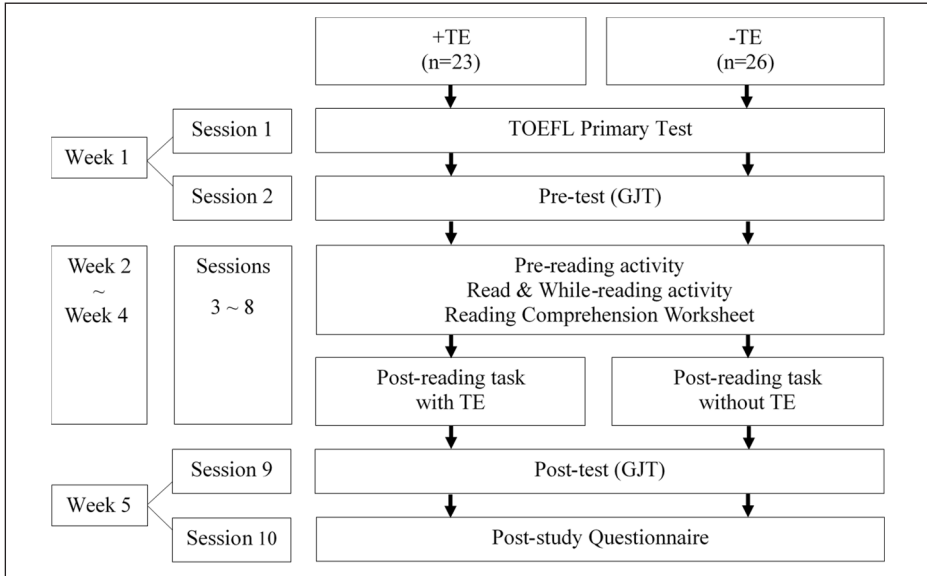 +TE
(n=23)
-TE
(n=26)
Week 1
Session 1
TOEFL Primary Test
Session 2
Pre-test (GJT)
Week 2
~
Week 4
Sessions
3 ~ 8
Pre-reading activity
Read & While-reading activity
Reading Comprehension Worksheet
Post-reading task
with TE
Post-reading task
without TE
Week 5
Session 9
Post-test (GJT)
Session 10
Post-study Questionnaire